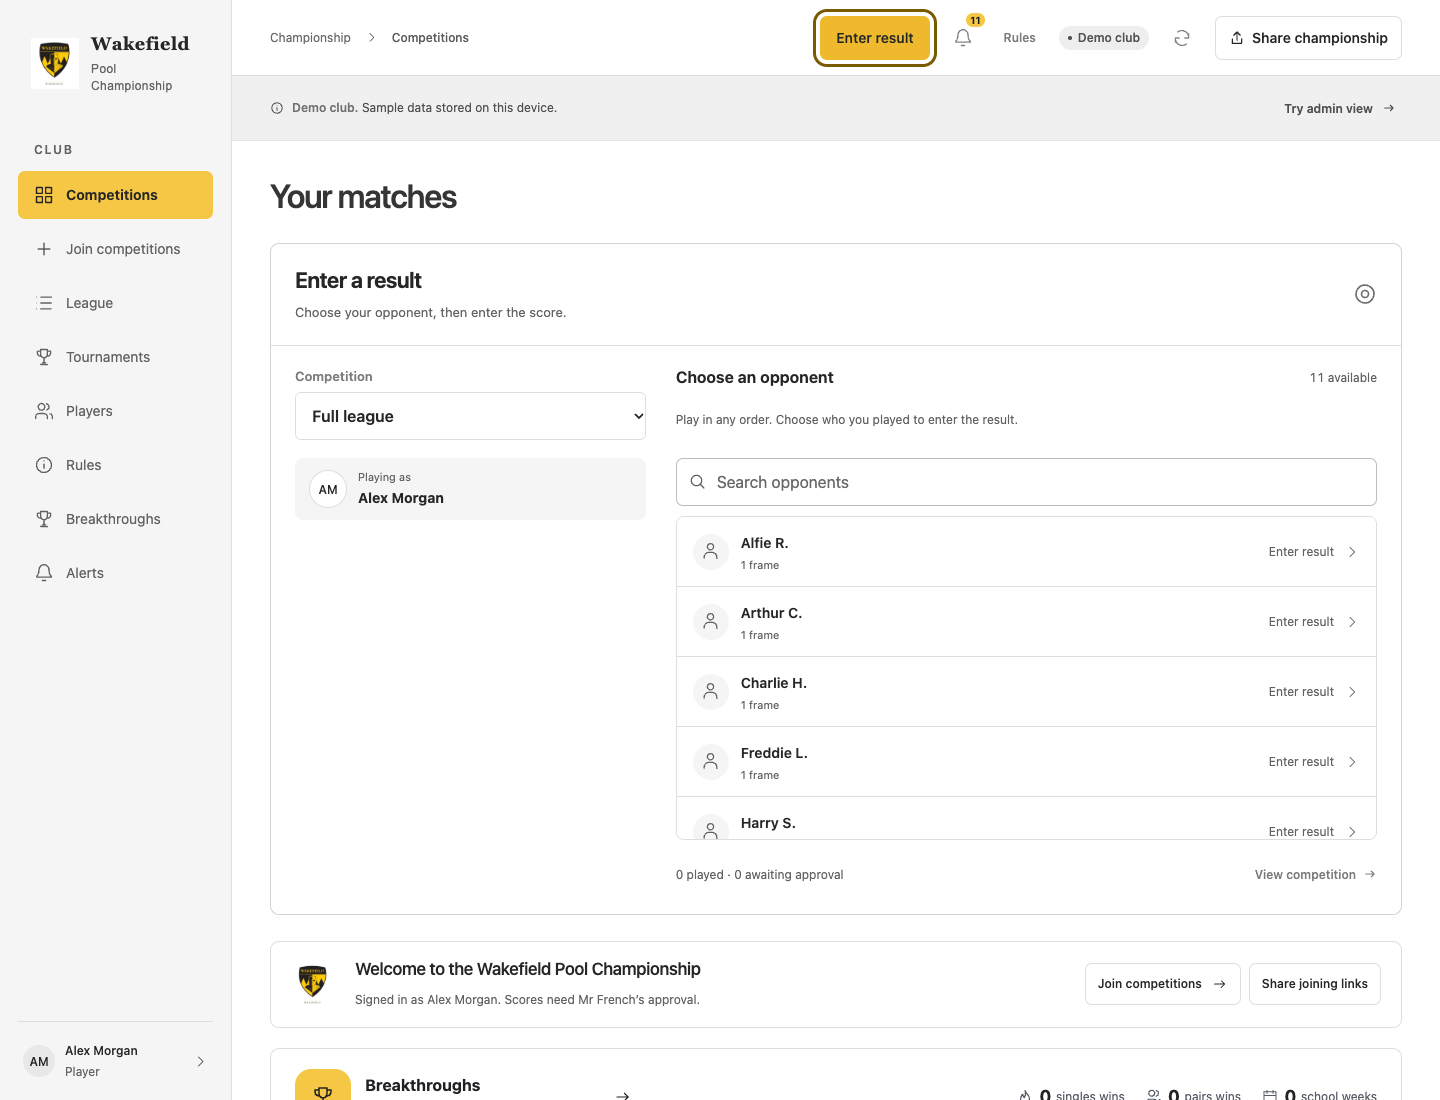 WAKEFIELD
Wakefield
Pool
Championship
CLUB
Competitions
Join competitions
League
Tournaments
Players
Rules
Breakthroughs
Alerts
AM
Alex Morgan
Player
Championship
Competitions
Enter result
11
Rules
• Demo club
Share championship
Demo club. Sample data stored on this device.
Try admin view
Your matches
Enter a result
Choose your opponent, then enter the score.
Competition
Full league
AM
Playing as
Alex Morgan
Choose an opponent
11 available
Play in any order. Choose who you played to enter the result.
Search opponents
Alfie R.
1 frame
Enter result
Arthur C.
1 frame
Enter result
Charlie H.
1 frame
Enter result
Freddie L.
1 frame
Enter result
Harry S.
Enter result
0 played · 0 awaiting approval
View competition
WAKEFIELD
Welcome to the Wakefield Pool Championship
Signed in as Alex Morgan. Scores need Mr French's approval.
Join competitions
Share joining links
Breakthroughs
0 singles wins
0 pairs wins
0 school weeks